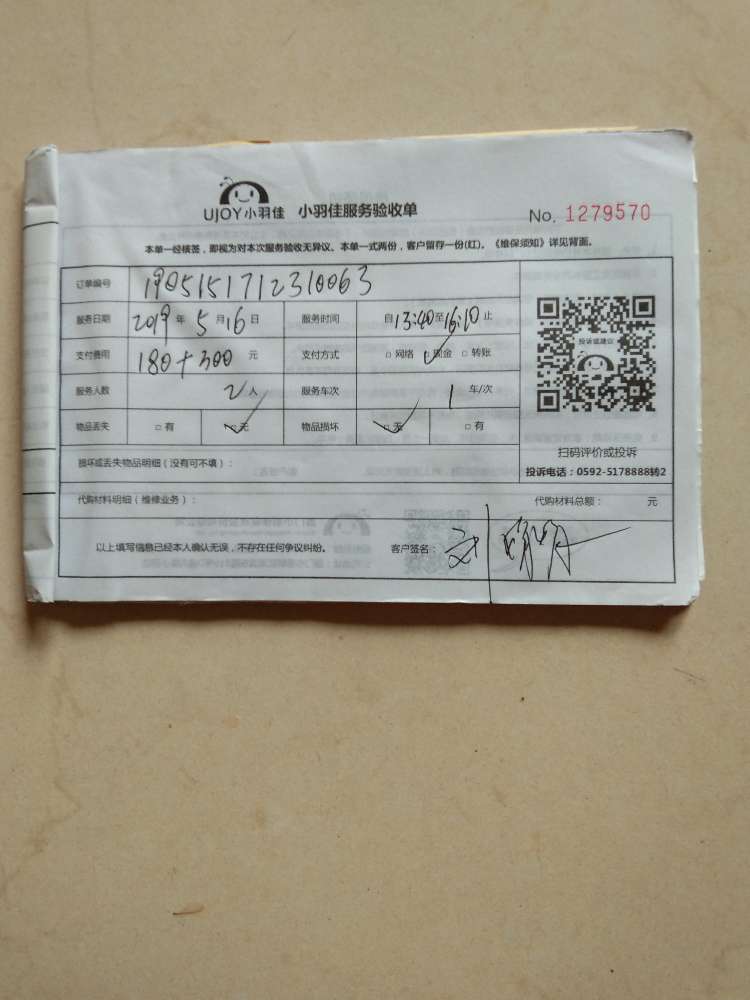 UJOY小羽佳 小羽佳服务验收单 No. 1279570
本单一经核签，即视为对本次服务验收无异议。本单一式两份，客户留存一份(红)。《维保须知》详见背面。
订单编号 1905151712310063
服务日期 2019 年 5 月 16 日 服务时间 自 13:40 至 16:10 止
支付费用 180+300 元 支付方式 □ 网络 □ 现金 □ 转账
投诉或建议
服务人数 2 人 服务车次 1 车/次
物品丢失 □ 有 □ 无 物品损坏 □ 无 □ 有
扫码评价或投诉
损坏或丢失物品明细（没有可不填）： 投诉电话：0592-5178888转2
代购材料明细（维修业务）： 代购材料总额： 元
以上填写信息已经本人确认无误，不存在任何争议纠纷。 客户签名： 刘